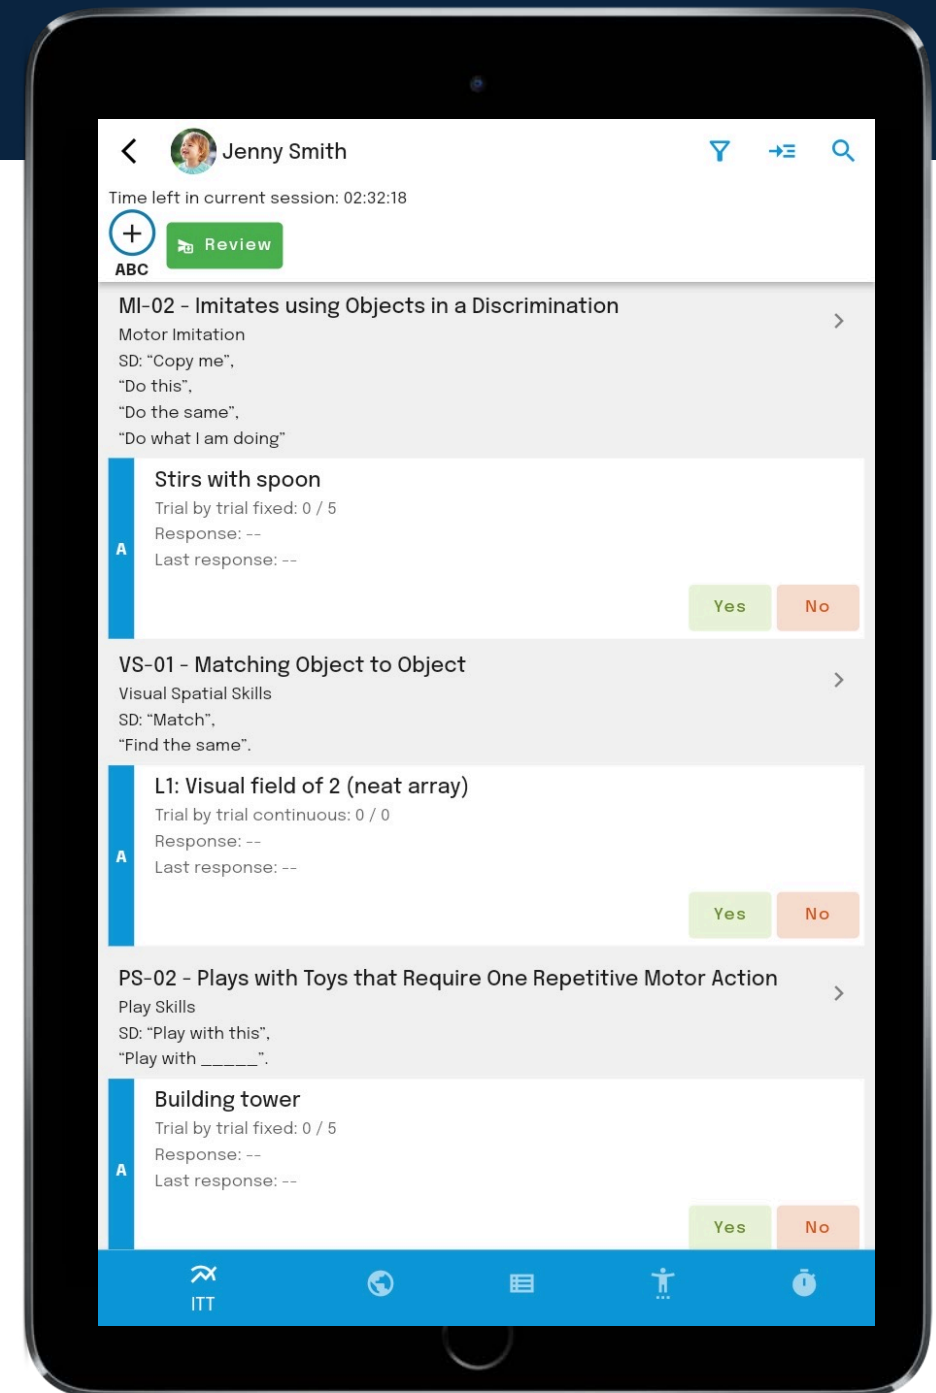 Jenny Smith
Time left in current session: 02:32:18
ABC
Review
MI-02 - Imitates using Objects in a Discrimination
Motor Imitation
SD: “Copy me”,
“Do this”,
“Do the same”,
“Do what I am doing”
A
Stirs with spoon
Trial by trial fixed: 0 / 5
Response: --
Last response: --
Yes No
VS-01 - Matching Object to Object
Visual Spatial Skills
SD: “Match”,
“Find the same”.
A
L1: Visual field of 2 (neat array)
Trial by trial continuous: 0 / 0
Response: --
Last response: --
Yes No
PS-02 - Plays with Toys that Require One Repetitive Motor Action
Play Skills
SD: “Play with this”,
“Play with _____”.
A
Building tower
Trial by trial fixed: 0 / 5
Response: --
Last response: --
Yes No
ITT